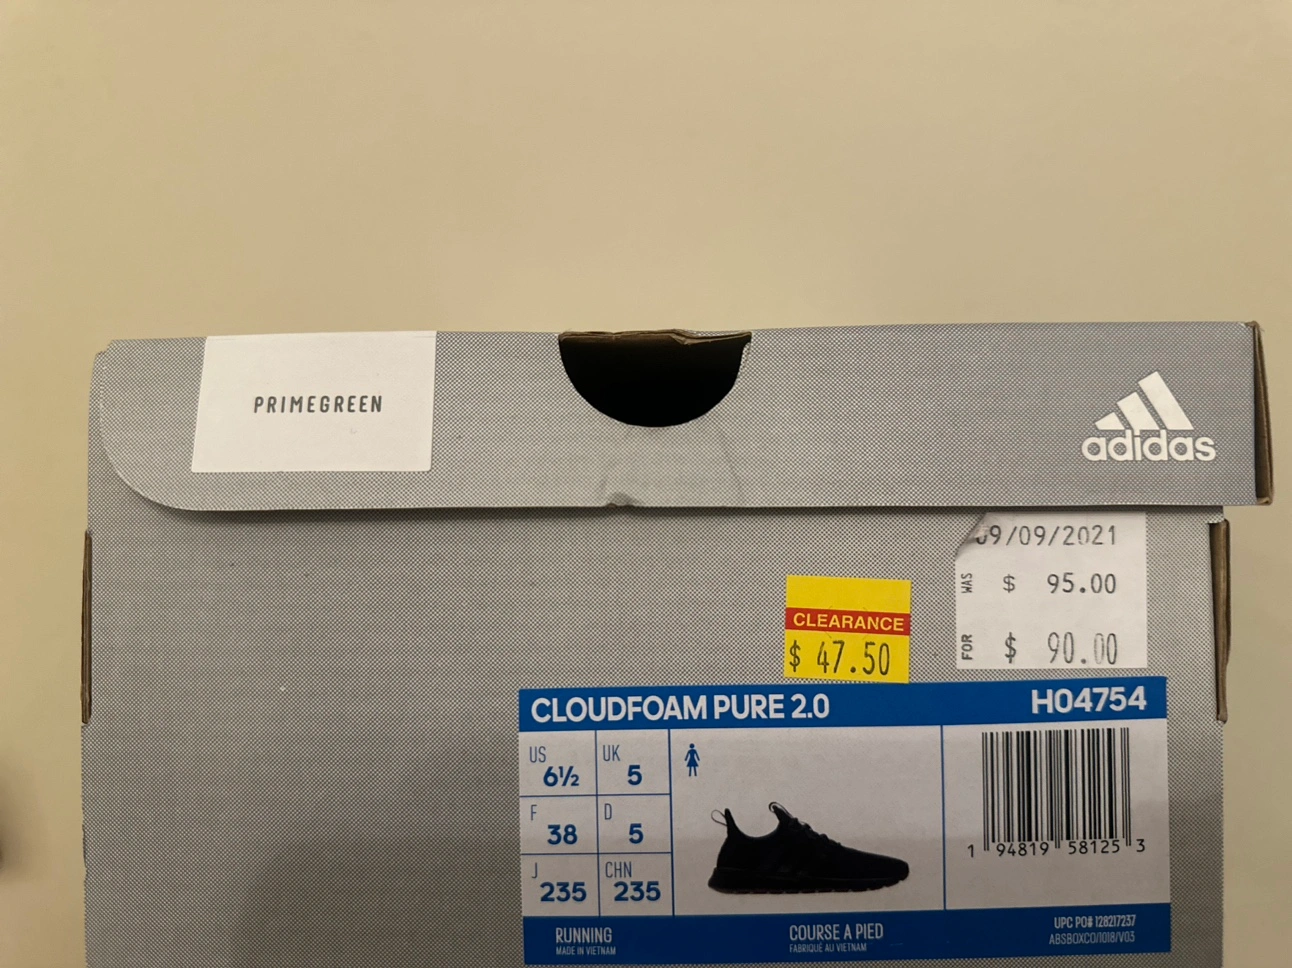 PRIMEGREEN
adidas
09/09/2021
WAS $ 95.00
FOR $ 90.00
CLEARANCE
$ 47.50
CLOUDFOAM PURE 2.0 H04754
US 6½ UK 5
F 38 D 5
J 235 CHN 235
1 94819 58125 3
RUNNING
MADE IN VIETNAM
COURSE A PIED
FABRIQUÉ AU VIETNAM
UPC PO# 128217237
ABSBOXCO/1018/V03